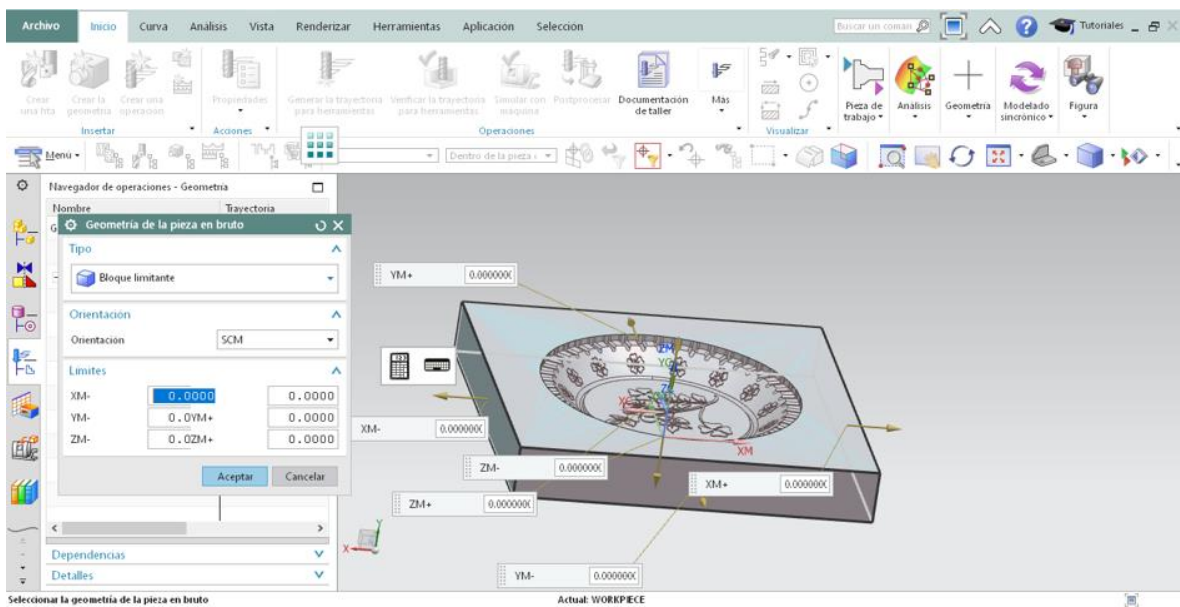 Archivo Inicio Curva Análisis Vista Renderizar Herramientas Aplicación Selección Buscar un coman Tutoriales
Crear una hta Crear la geometría Crear una operación Propiedades Generar la trayectoria para herramientas Verificar la trayectoria para herramientas Simular con máquina Postprocesar Documentación de taller Más Pieza de trabajo Análisis Geometría Modelado sincrónico Figura
Insertar Acciones Operaciones Visualizar
Menú Dentro de la pieza
Navegador de operaciones - Geometría
Nombre Trayectoria
G
Geometría de la pieza en bruto
Tipo
Bloque limitante
Orientación
Orientación SCM
Límites
XM- 0.0000 0.0000
YM- 0.0YM+ 0.0000
ZM- 0.0ZM+ 0.0000
Aceptar Cancelar
Dependencias
Detalles
YM+ 0.000000
XM- 0.000000
ZM- 0.000000
ZM+ 0.000000
XM+ 0.000000
YM- 0.000000
ZM
YC
XC
XM
X
Y
Seleccionar la geometría de la pieza en bruto Actual: WORKPIECE